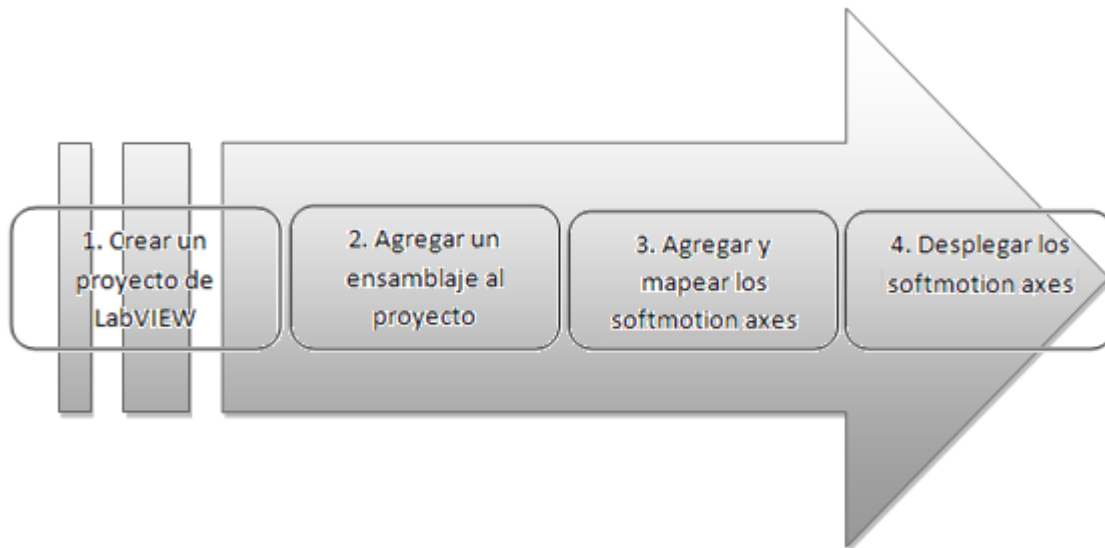 1. Crear un
proyecto de
LabVIEW
2. Agregar un
ensamblaje al
proyecto
3. Agregar y
mapear los
softmotion axes
4. Desplegar los
softmotion axes